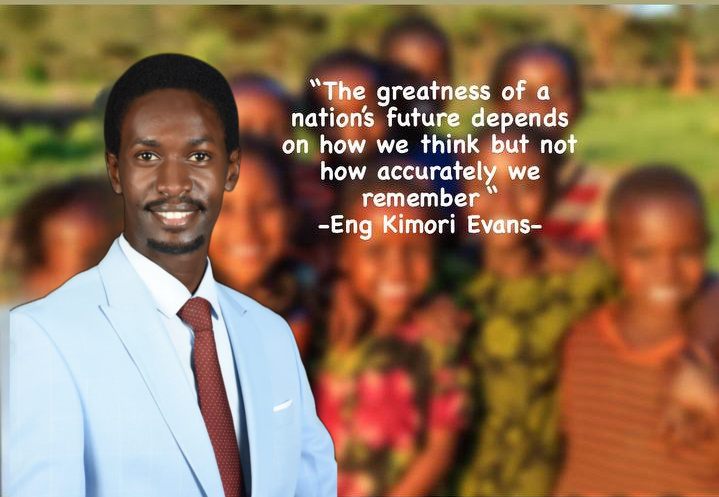 “The greatness of a
nation's future depends
on how we think but not
how accurately we
remember“
-Eng Kimori Evans-